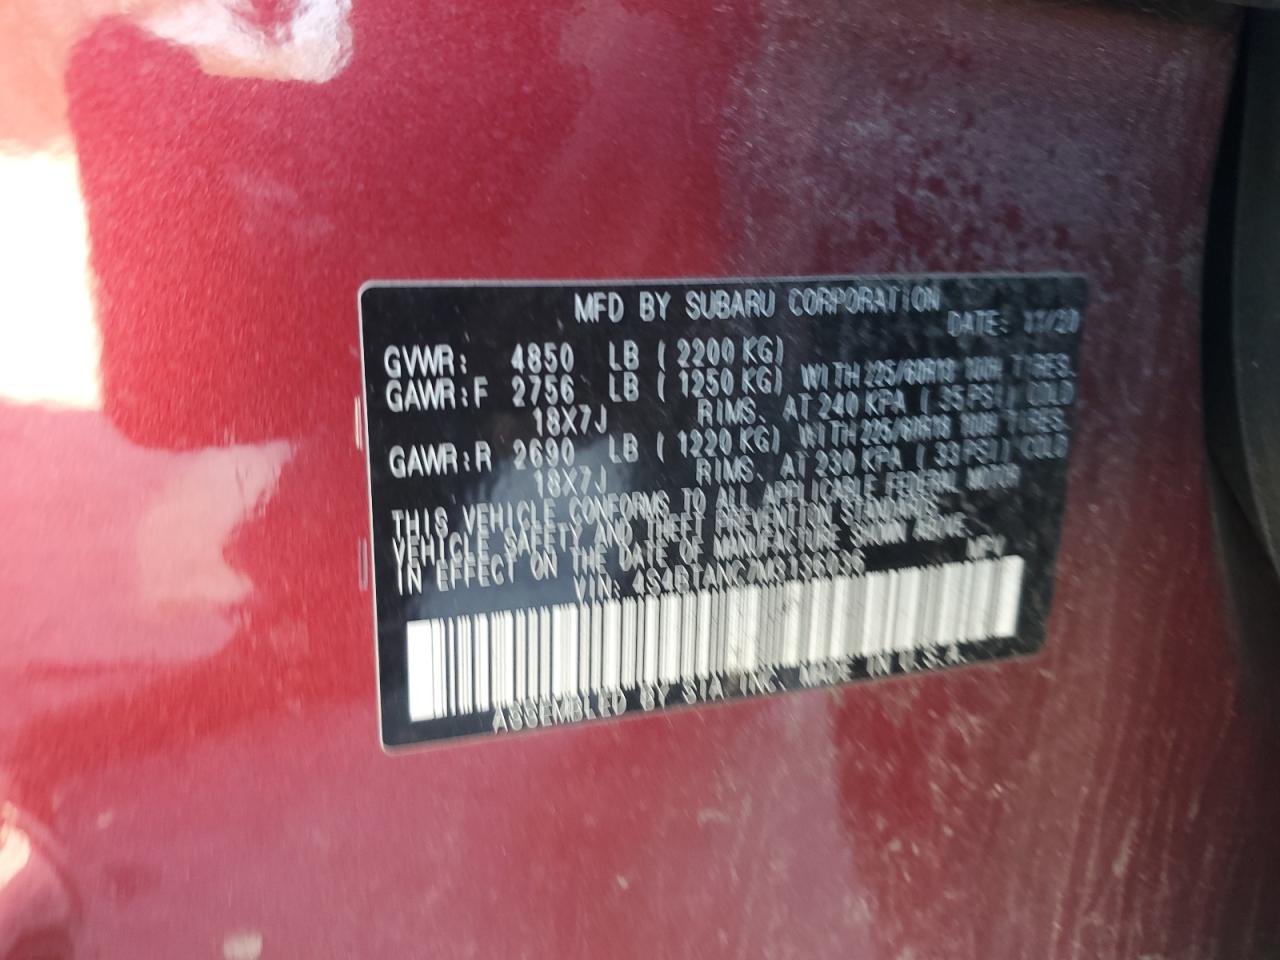 MFD BY SUBARU CORPORATION
DATE: 11/20
GVWR: 4850 LB ( 2200 KG)
GAWR:F 2756 LB ( 1250 KG) WITH 225/60R18 100H TIRES.
18X7J RIMS. AT 240 KPA ( 35 PSI) COLD
GAWR:R 2690 LB ( 1220 KG) WITH 225/60R18 100H TIRES.
18X7J RIMS. AT 230 KPA ( 33 PSI) COLD
THIS VEHICLE CONFORMS TO ALL APPLICABLE FEDERAL MOTOR
VEHICLE SAFETY AND THEFT PREVENTION STANDARDS
IN EFFECT ON THE DATE OF MANUFACTURE SHOWN ABOVE.
VIN: MPV
ASSEMBLED BY SIA INC. MADE IN U.S.A.